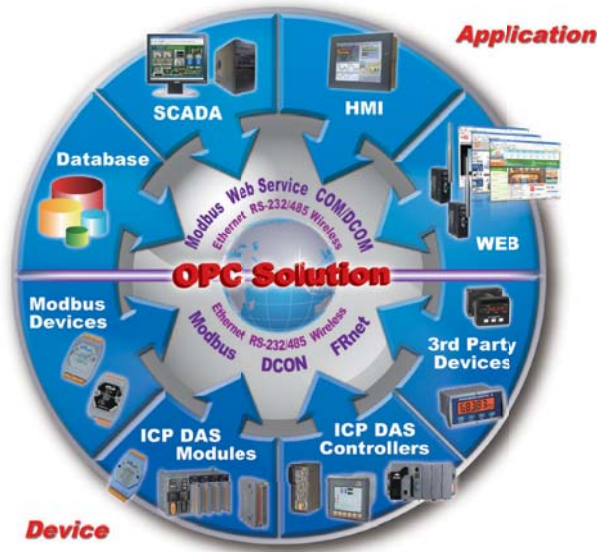 Application
SCADA
HMI
Database
WEB
Modbus Web Service COM/DCOM
Ethernet RS-232/485 Wireless
OPC Solution
Ethernet RS-232/485 Wireless
Modbus DCON FRnet
Modbus
Devices
3rd Party
Devices
ICP DAS
Modules
ICP DAS
Controllers
Device